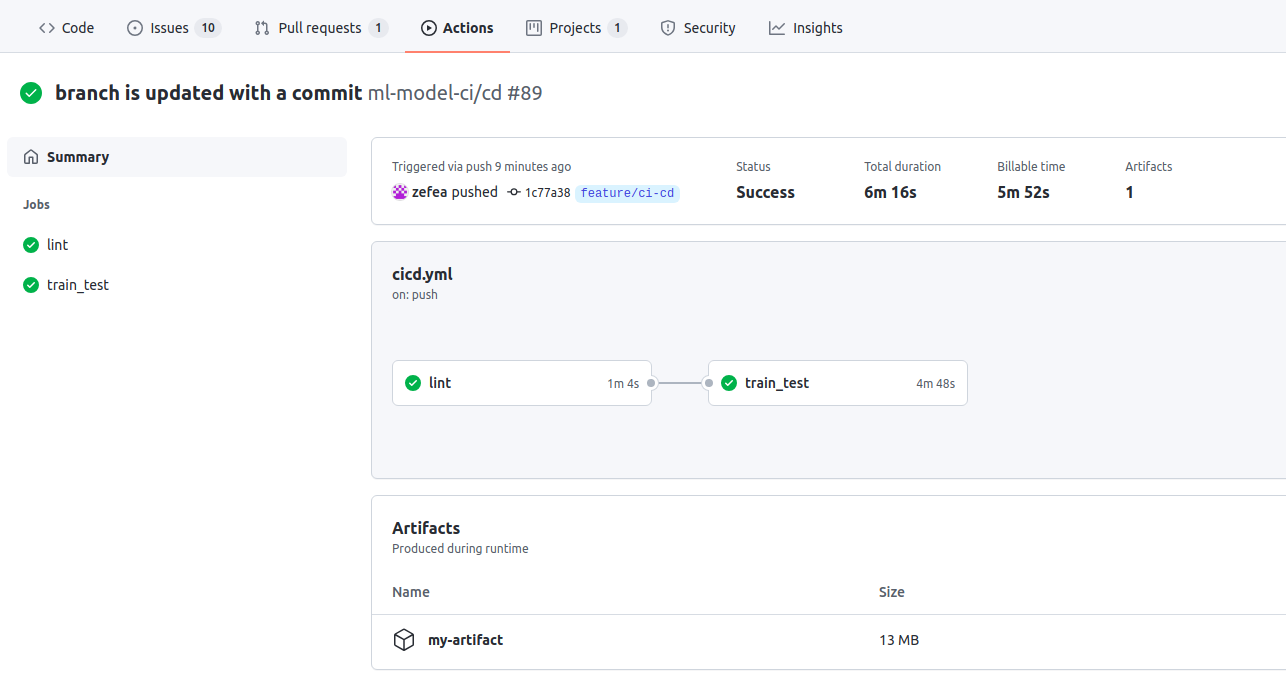 Code Issues 10 Pull requests 1 Actions Projects 1 Security Insights
branch is updated with a commit ml-model-ci/cd #89
Summary
Jobs
lint
train_test
Triggered via push 9 minutes ago Status Total duration Billable time Artifacts
zefea pushed 1c77a38 feature/ci-cd Success 6m 16s 5m 52s 1
cicd.yml
on: push
lint 1m 4s train_test 4m 48s
Artifacts
Produced during runtime
Name Size
my-artifact 13 MB